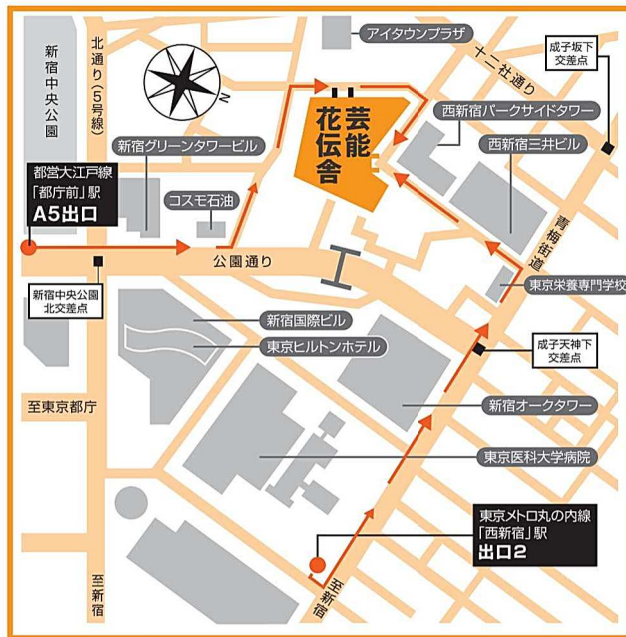 アイタウンプラザ
十二社通り
成子坂下
交差点
新宿中央公園
北通り(5号線)
N
芸能
花伝舎
西新宿パークサイドタワー
西新宿三井ビル
新宿グリーンタワービル
コスモ石油
都営大江戸線
「都庁前」駅
A5出口
公園通り
青梅街道
東京栄養専門学校
新宿中央公園
北交差点
新宿国際ビル
東京ヒルトンホテル
成子天神下
交差点
至東京都庁
新宿オークタワー
東京医科大学病院
東京メトロ丸の内線
「西新宿」駅
出口2
至新宿
至新宿